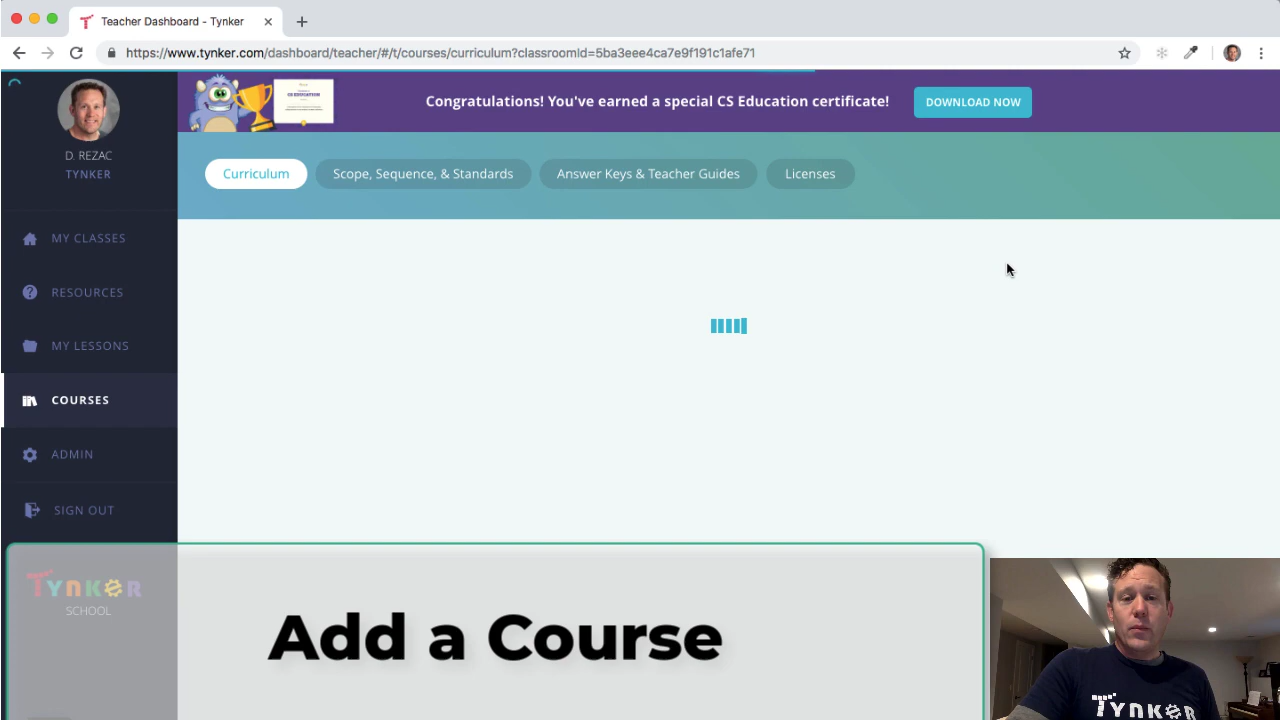 Teacher Dashboard - Tynker
https://www.tynker.com/dashboard/teacher/#/t/courses/curriculum?classroomId=5ba3eee4ca7e9f191c1afe71
Congratulations! You've earned a special CS Education certificate!
DOWNLOAD NOW
CS EDUCATION
D. REZAC
TYNKER
Curriculum
Scope, Sequence, & Standards
Answer Keys & Teacher Guides
Licenses
MY CLASSES
RESOURCES
MY LESSONS
COURSES
ADMIN
SIGN OUT
TYNKER
SCHOOL
Add a Course
TYNKER